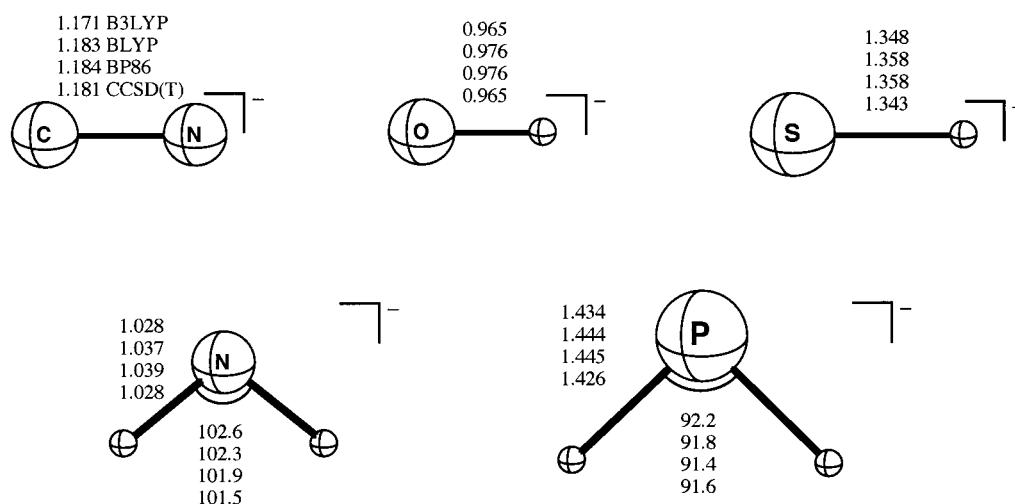 1.171 B3LYP
1.183 BLYP
1.184 BP86
1.181 CCSD(T)
C
N
–
0.965
0.976
0.976
0.965
O
–
1.348
1.358
1.358
1.343
S
–
1.028
1.037
1.039
1.028
N
–
102.6
102.3
101.9
101.5
1.434
1.444
1.445
1.426
P
–
92.2
91.8
91.4
91.6